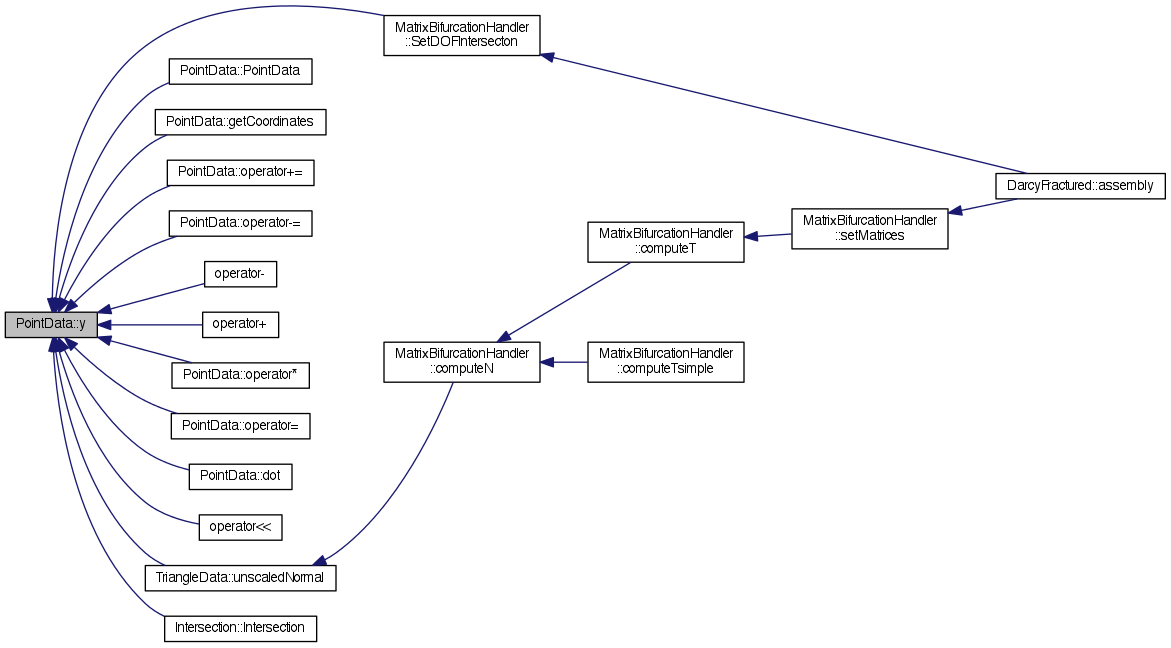 MatrixBifurcationHandler
::SetDOFIntersecton
PointData::PointData
PointData::getCoordinates
PointData::operator+=
DarcyFractured::assembly
PointData::operator-=
MatrixBifurcationHandler
::setMatrices
MatrixBifurcationHandler
::computeT
operator-
PointData::y
operator+
MatrixBifurcationHandler
::computeN
MatrixBifurcationHandler
::computeTsimple
PointData::operator*
PointData::operator=
PointData::dot
operator<<
TriangleData::unscaledNormal
Intersection::Intersection